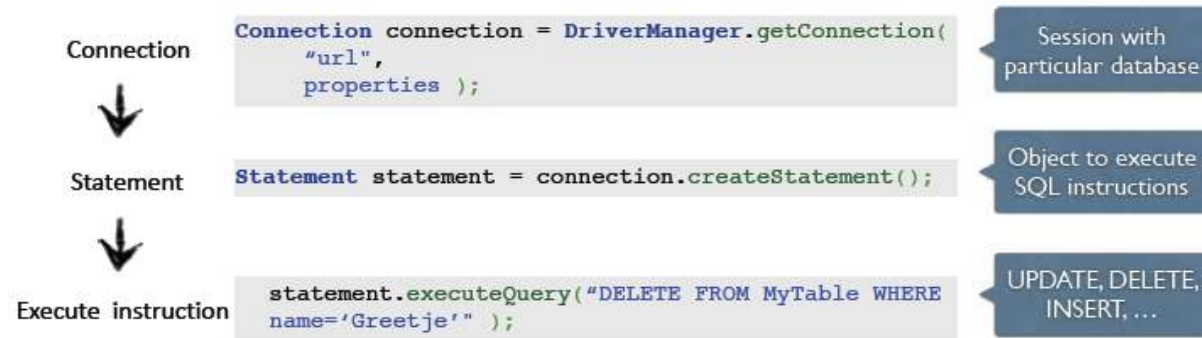 Connection
Connection connection = DriverManager.getConnection(
“url",
properties );
Session with
particular database
Statement
Statement statement = connection.createStatement();
Object to execute
SQL instructions
Execute instruction
statement.executeQuery(“DELETE FROM MyTable WHERE
name=‘Greetje’" );
UPDATE, DELETE,
INSERT, …